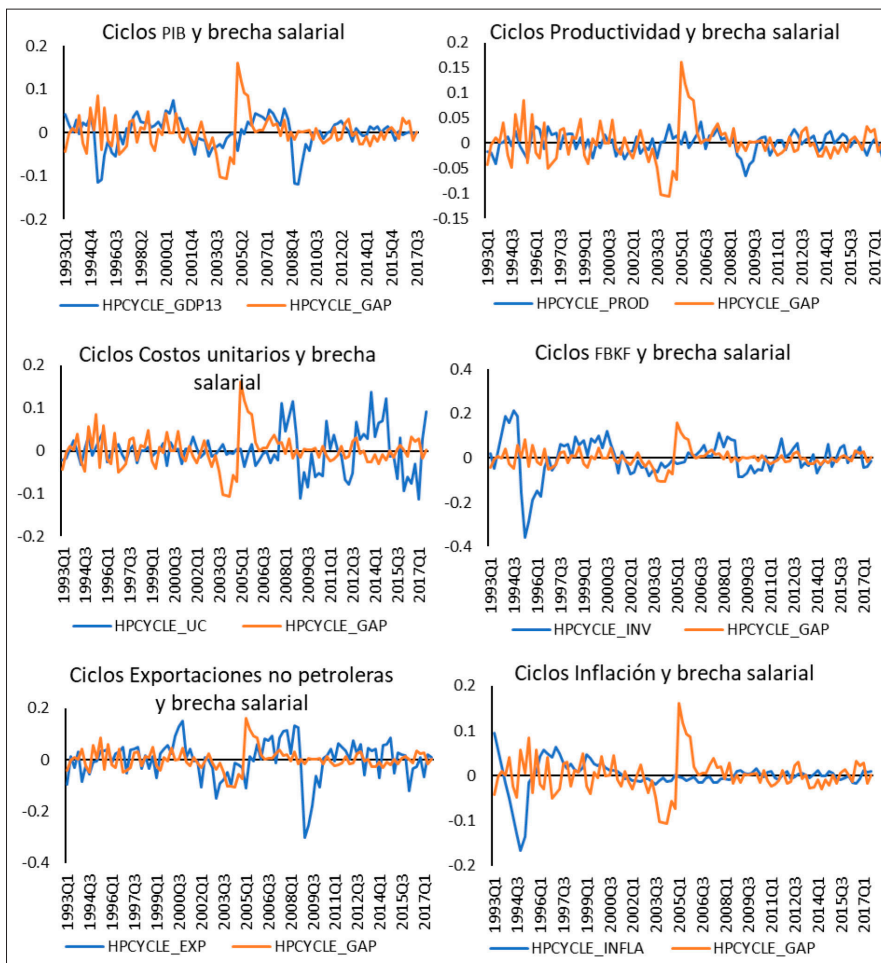 Ciclos PIB y brecha salarial
0.2
0.1
0
-0.1
-0.2
1993Q1
1994Q4
1996Q3
1998Q2
2000Q1
2001Q4
2003Q3
2005Q2
2007Q1
2008Q4
2010Q3
2012Q2
2014Q1
2015Q4
2017Q3
HPCYCLE_GDP13 HPCYCLE_GAP
Ciclos Productividad y brecha salarial
0.2
0.15
0.1
0.05
0
-0.05
-0.1
-0.15
1993Q1
1994Q3
1996Q1
1997Q3
1999Q1
2000Q3
2002Q1
2003Q3
2005Q1
2006Q3
2008Q1
2009Q3
2011Q1
2012Q3
2014Q1
2015Q3
2017Q1
HPCYCLE_PROD HPCYCLE_GAP
Ciclos Costos unitarios y brecha
salarial
0.2
0.1
0
-0.1
-0.2
1993Q1
1994Q3
1996Q1
1997Q3
1999Q1
2000Q3
2002Q1
2003Q3
2005Q1
2006Q3
2008Q1
2009Q3
2011Q1
2012Q3
2014Q1
2015Q3
2017Q1
HPCYCLE_UC HPCYCLE_GAP
Ciclos FBKF y brecha salarial
0.4
0.2
0
-0.2
-0.4
1993Q1
1994Q3
1996Q1
1997Q3
1999Q1
2000Q3
2002Q1
2003Q3
2005Q1
2006Q3
2008Q1
2009Q3
2011Q1
2012Q3
2014Q1
2015Q3
2017Q1
HPCYCLE_INV HPCYCLE_GAP
Ciclos Exportaciones no petroleras
y brecha salarial
0.2
0
-0.2
-0.4
1993Q1
1994Q3
1996Q1
1997Q3
1999Q1
2000Q3
2002Q1
2003Q3
2005Q1
2006Q3
2008Q1
2009Q3
2011Q1
2012Q3
2014Q1
2015Q3
2017Q1
HPCYCLE_EXP HPCYCLE_GAP
Ciclos Inflación y brecha salarial
0.2
0.1
0
-0.1
-0.2
1993Q1
1994Q3
1996Q1
1997Q3
1999Q1
2000Q3
2002Q1
2003Q3
2005Q1
2006Q3
2008Q1
2009Q3
2011Q1
2012Q3
2014Q1
2015Q3
2017Q1
HPCYCLE_INFLA HPCYCLE_GAP